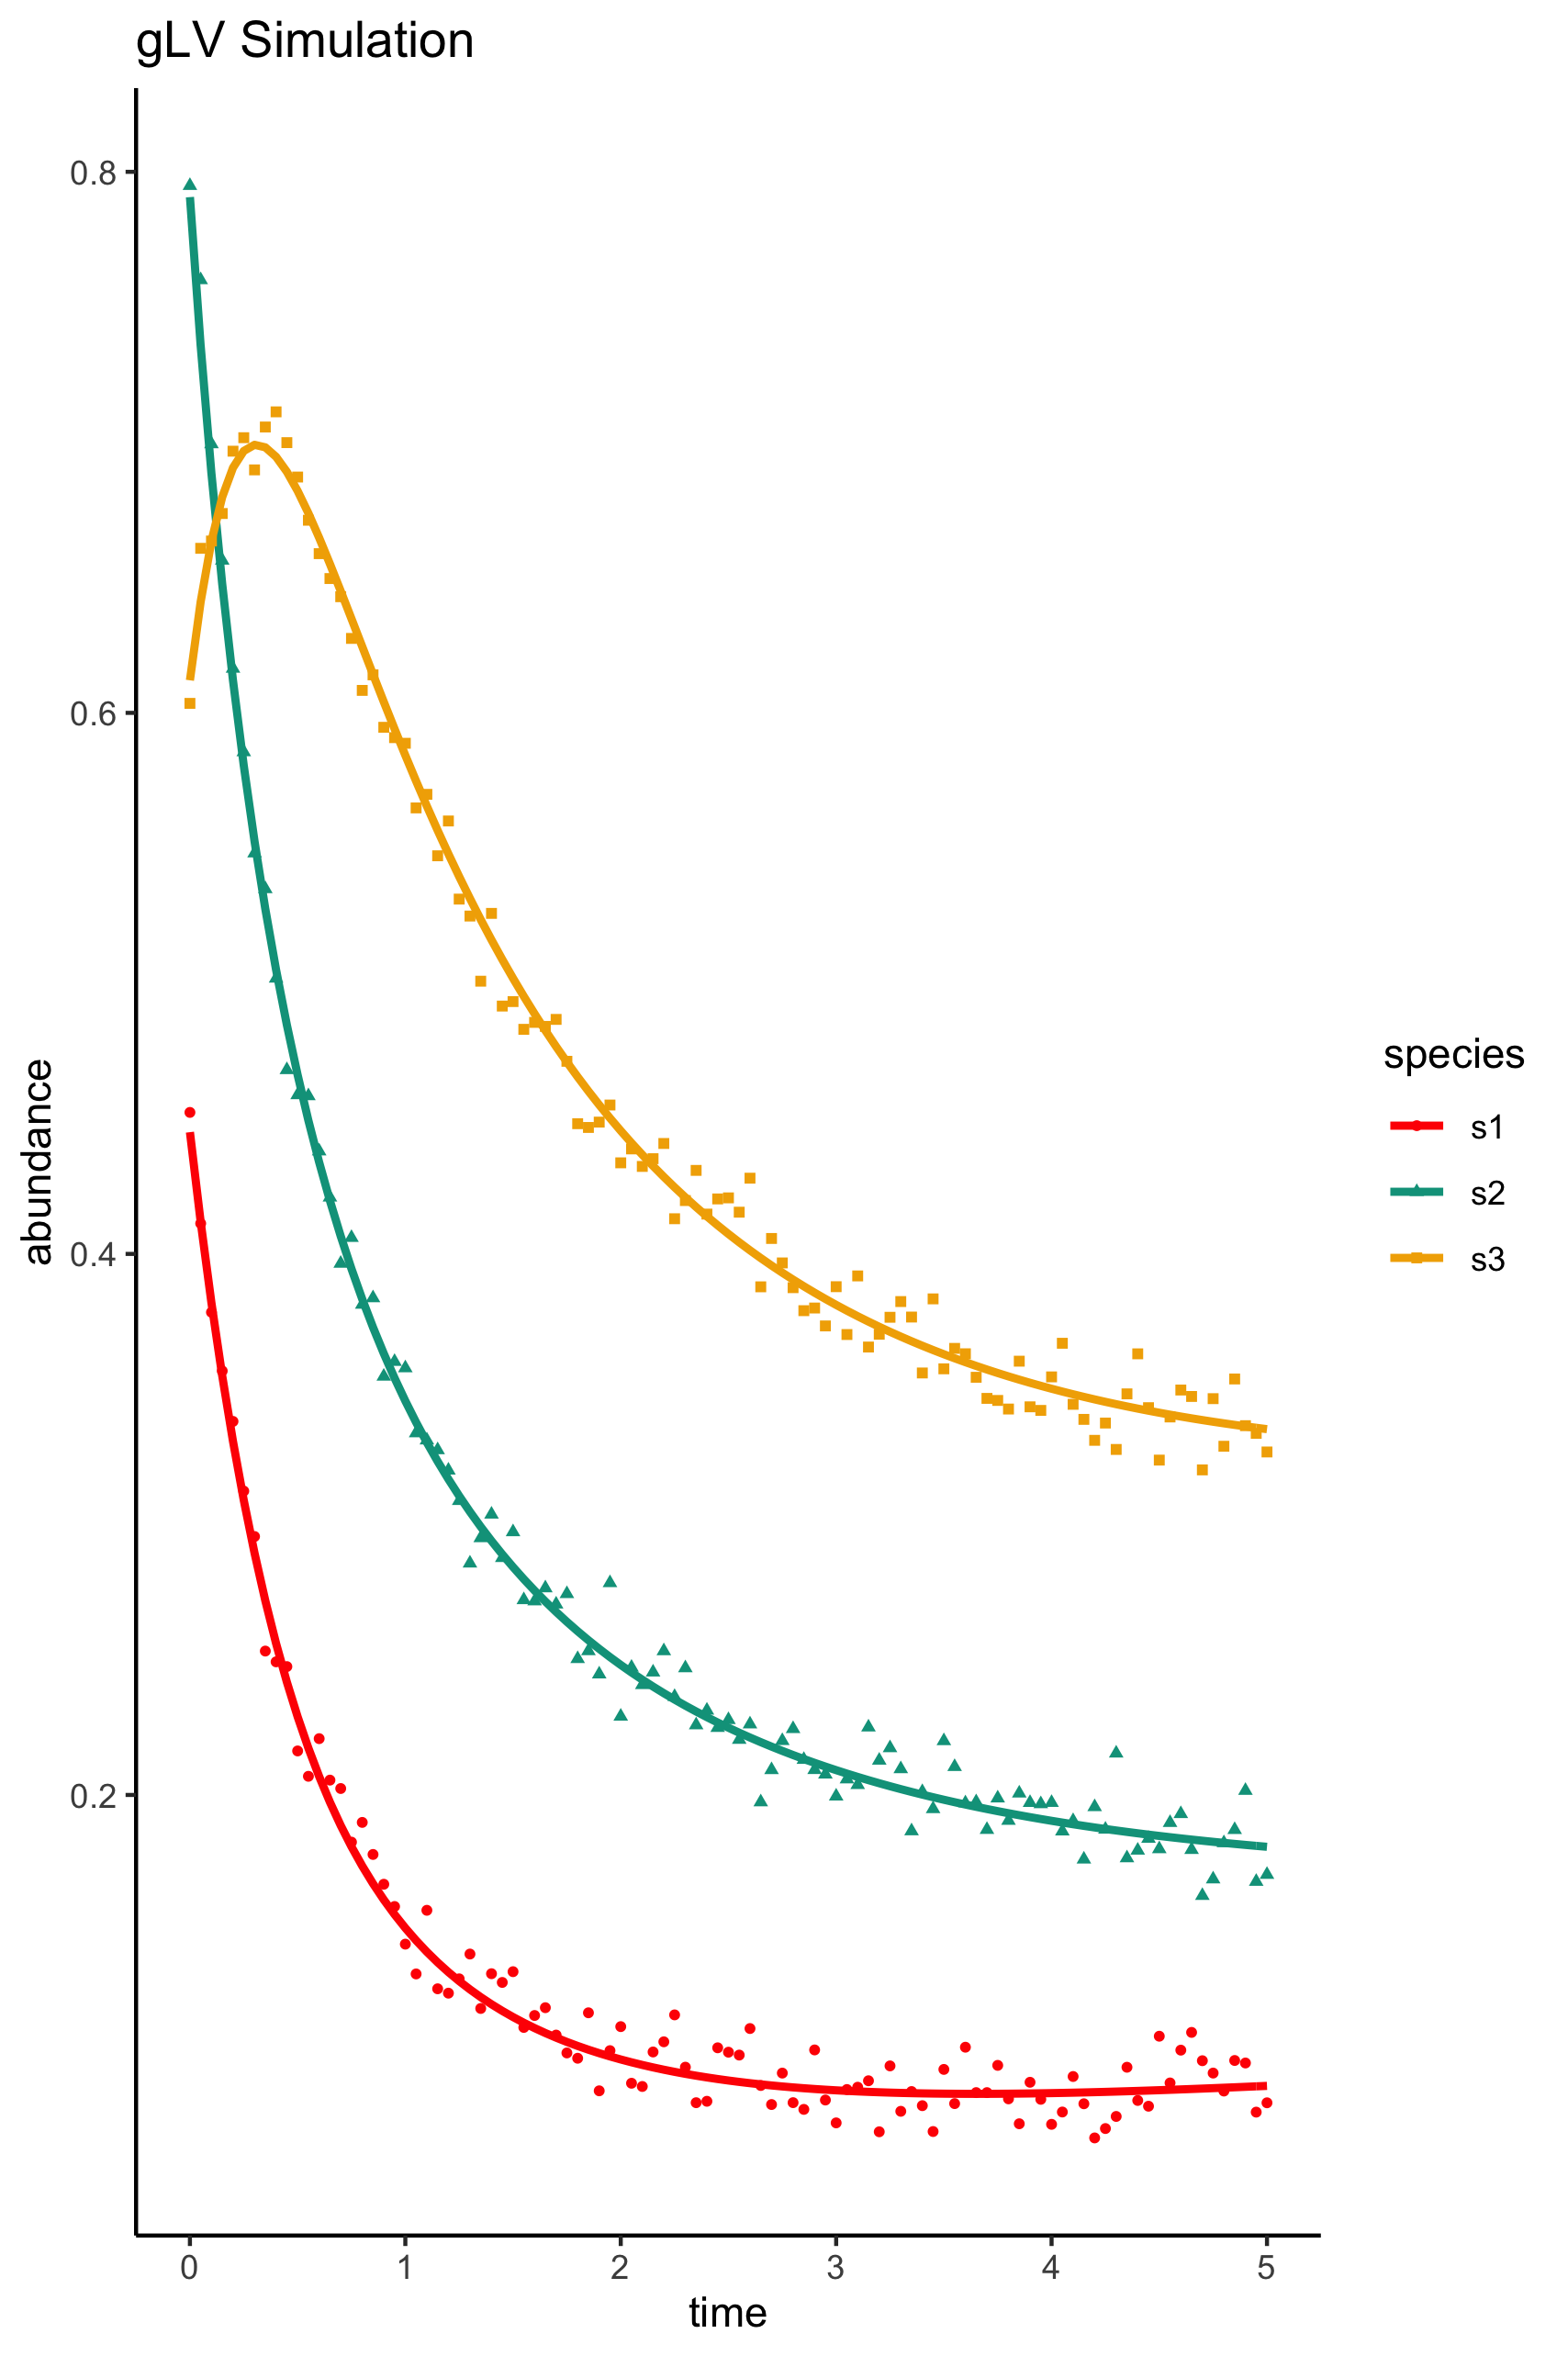 gLV Simulation
0.8
0.6
0.4
0.2
abundance
0 1 2 3 4 5
time
species
s1
s2
s3